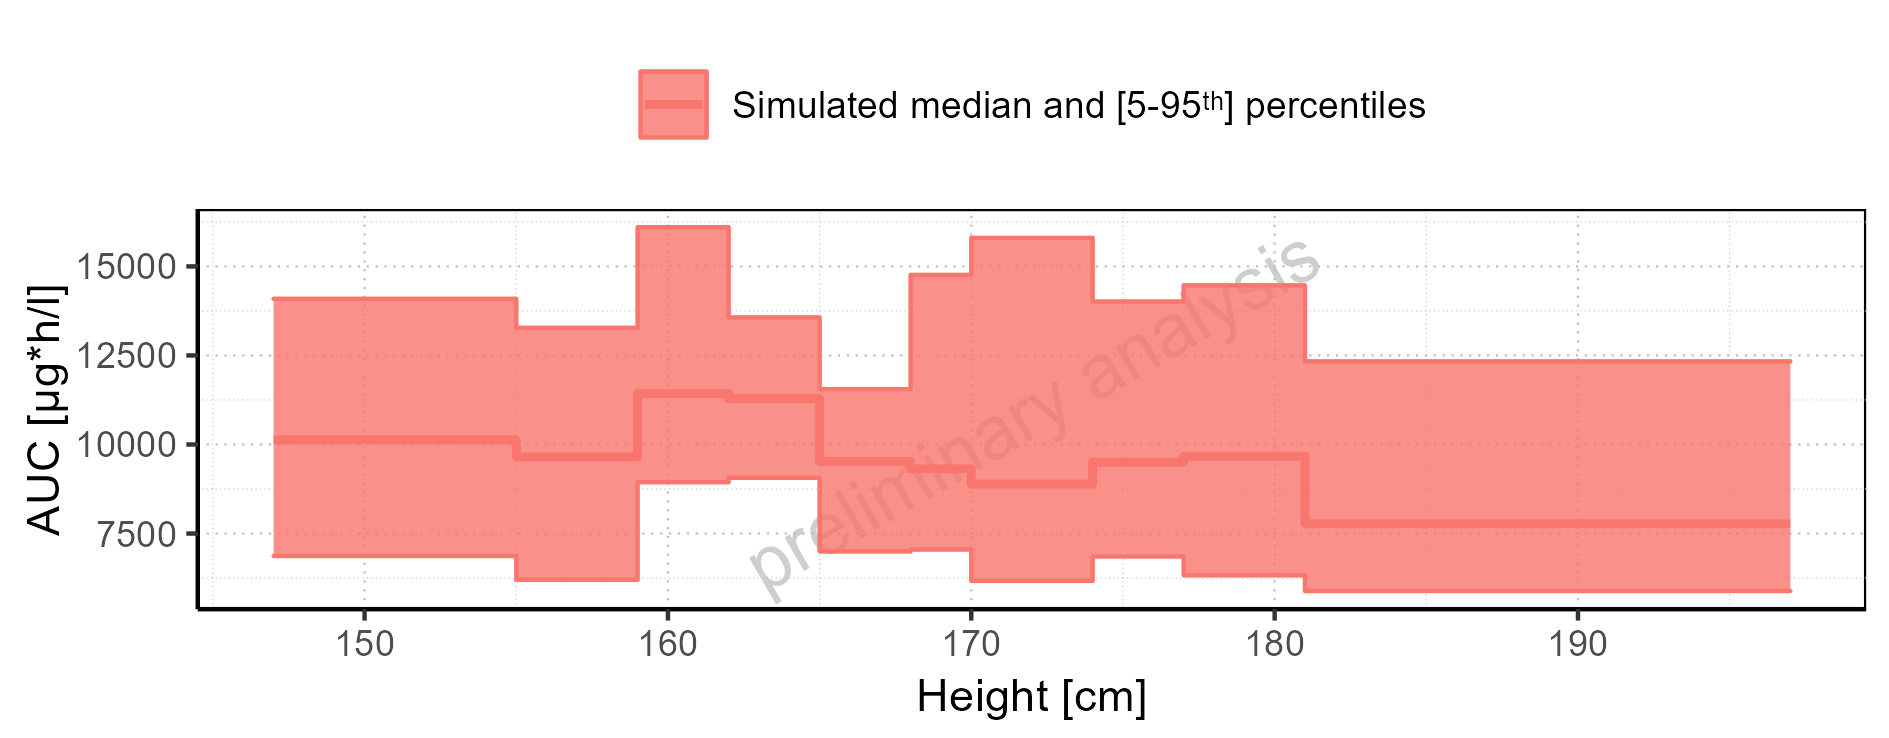 Simulated median and [5-95th] percentiles
15000
12500
10000
7500
AUC [µg*h/l]
preliminary analysis
150 160 170 180 190
Height [cm]